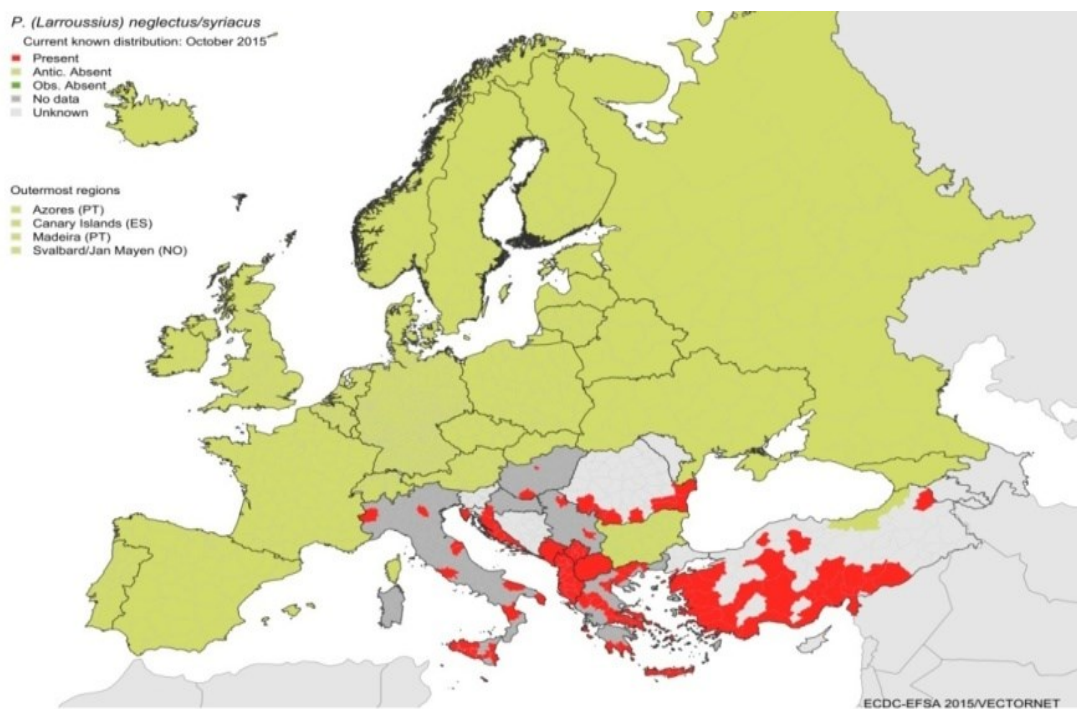 P. (Larroussius) neglectus/syriacus
Current known distribution: October 2015
Present
Antic. Absent
Obs. Absent
No data
Unknown
Outermost regions
Azores (PT)
Canary Islands (ES)
Madeira (PT)
Svalbard/Jan Mayen (NO)
ECDC-EFSA 2015/VECTORNET